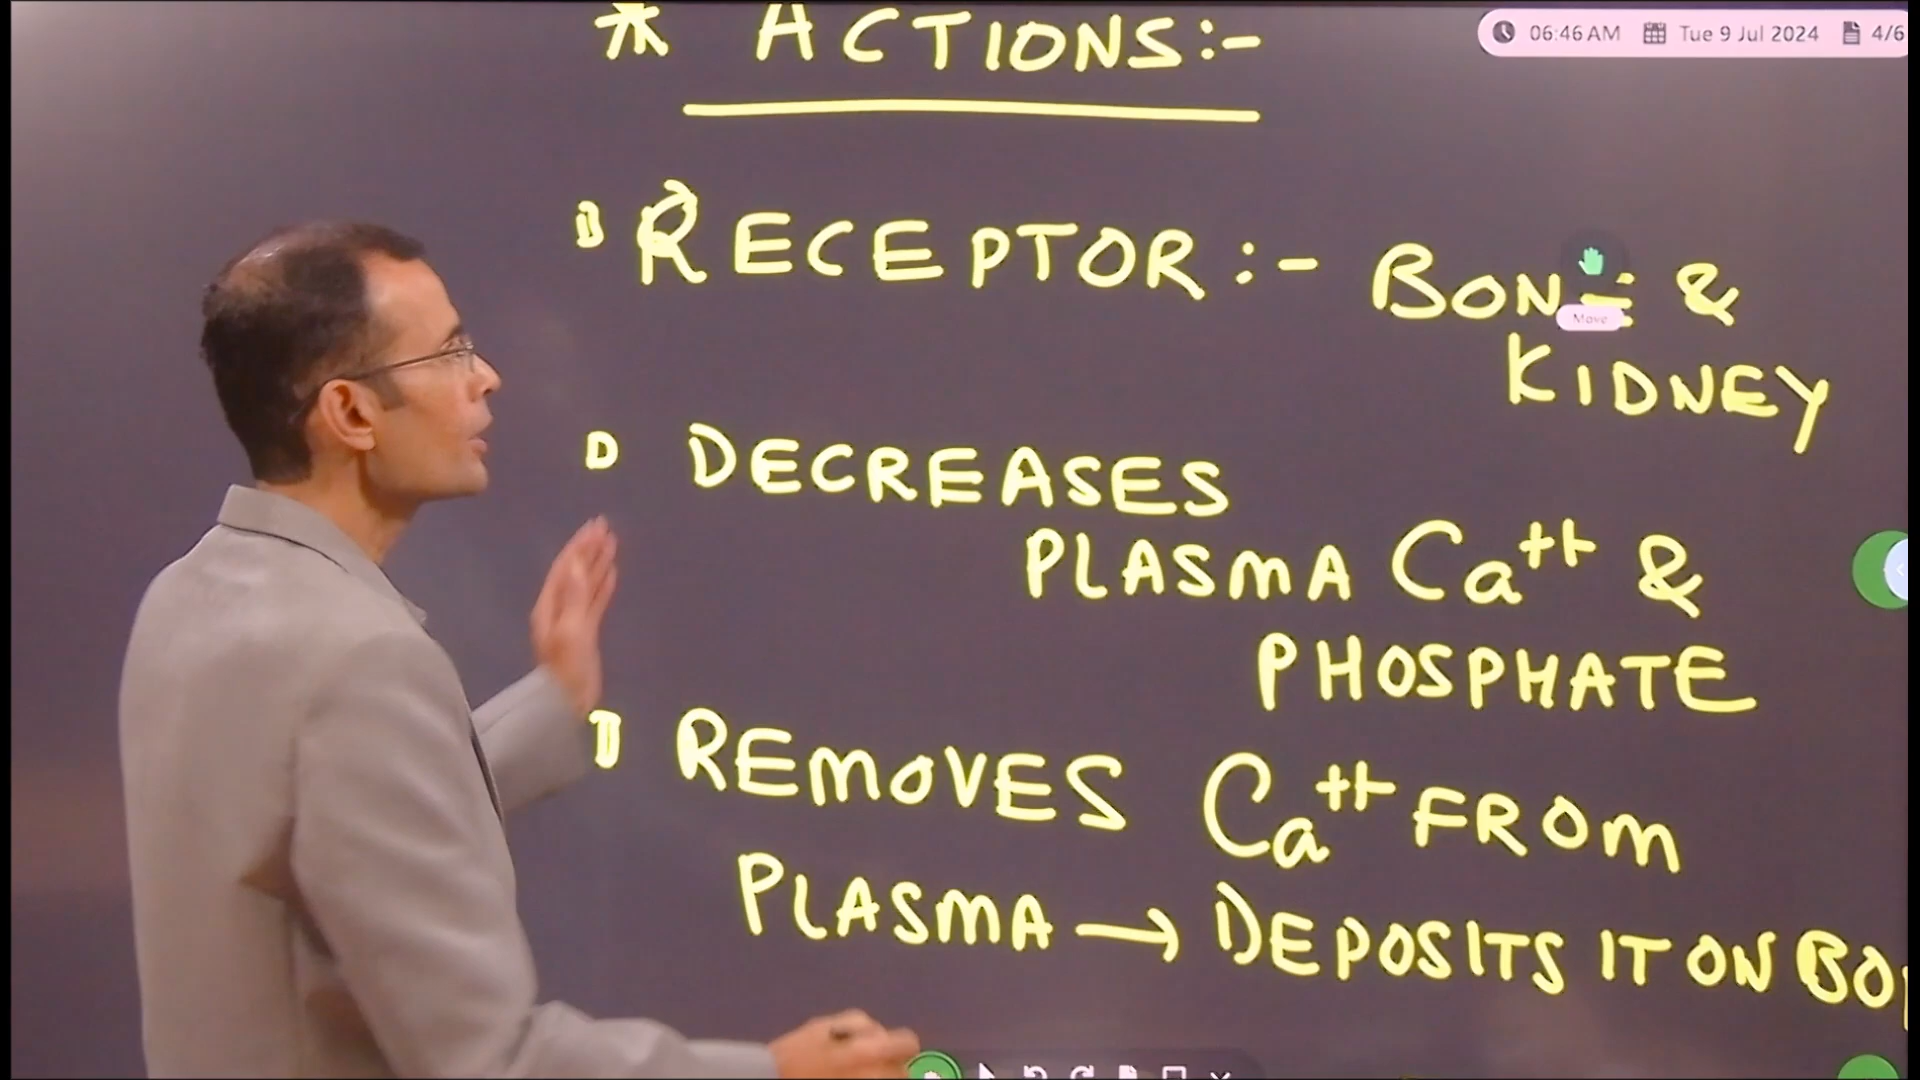 * ACTIONS:-
06:46 AM Tue 9 Jul 2024 4/6
RECEPTOR:- BONE &
Move
KIDNEY
DECREASES
PLASMA Ca++ &
PHOSPHATE
REMOVES Ca++ FROM
PLASMA → DEPOSITS IT ON